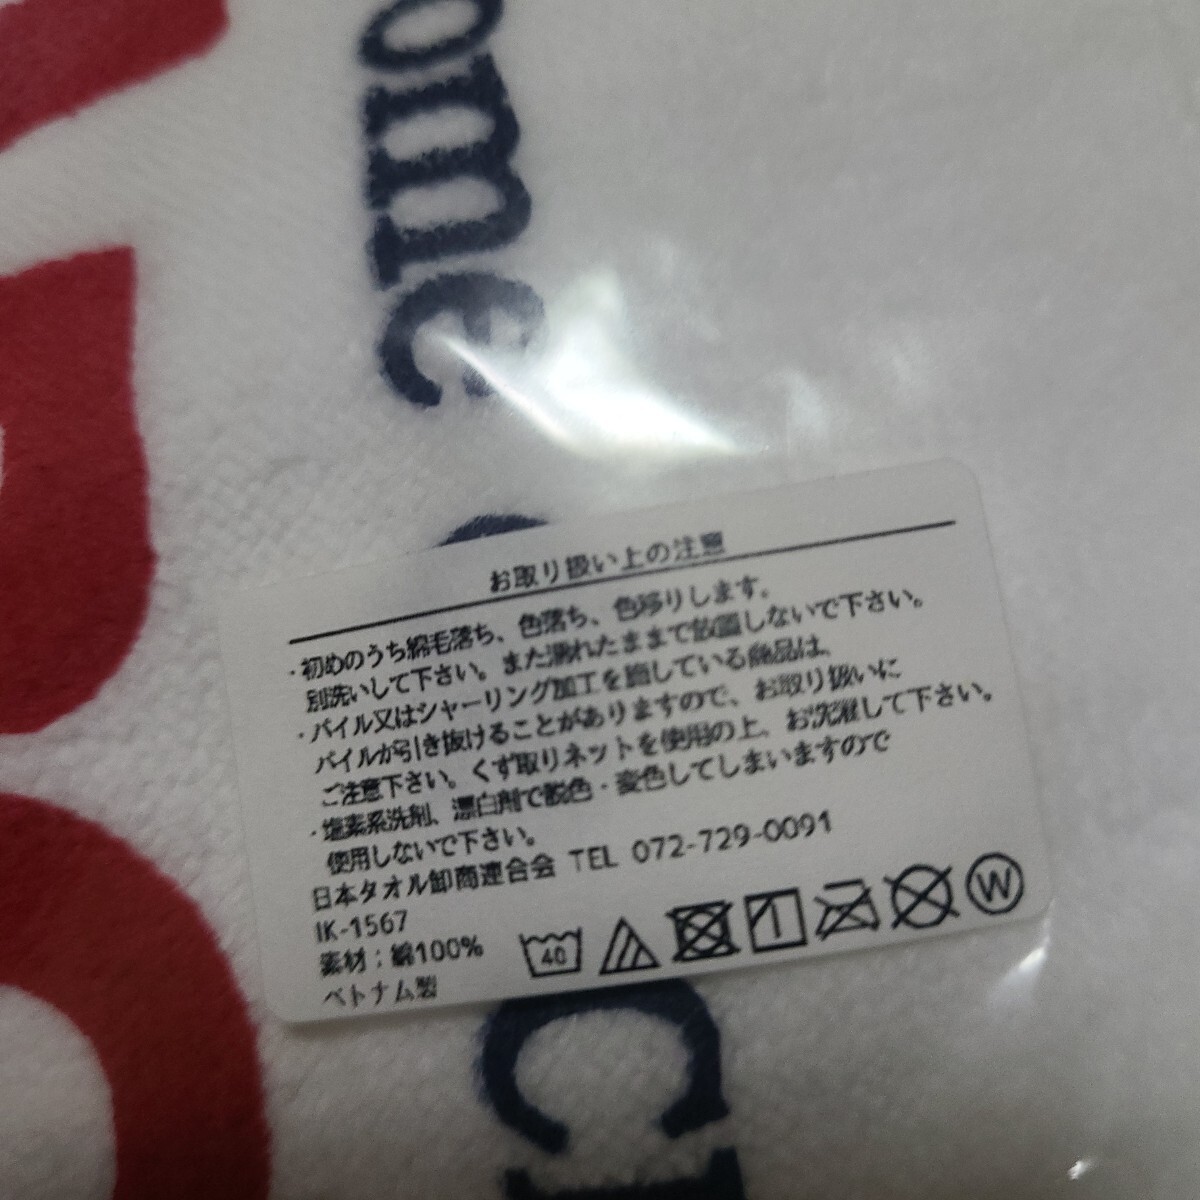 ome
お取り扱い上の注意
・初めのうち綿毛落ち、色落ち、色移りします。
別洗いして下さい。また濡れたままで放置しないで下さい。
・パイル又はシャーリング加工を施している商品は、
パイルが引き抜けることがありますので、お取り扱いに
ご注意下さい。くず取りネットを使用の上、お洗濯して下さい。
・塩素系洗剤、漂白剤で脱色・変色してしまいますので
使用しないで下さい。
日本タオル卸商連合会 TEL 072-729-0091
IK-1567
素材：綿100%
ベトナム製
40
W